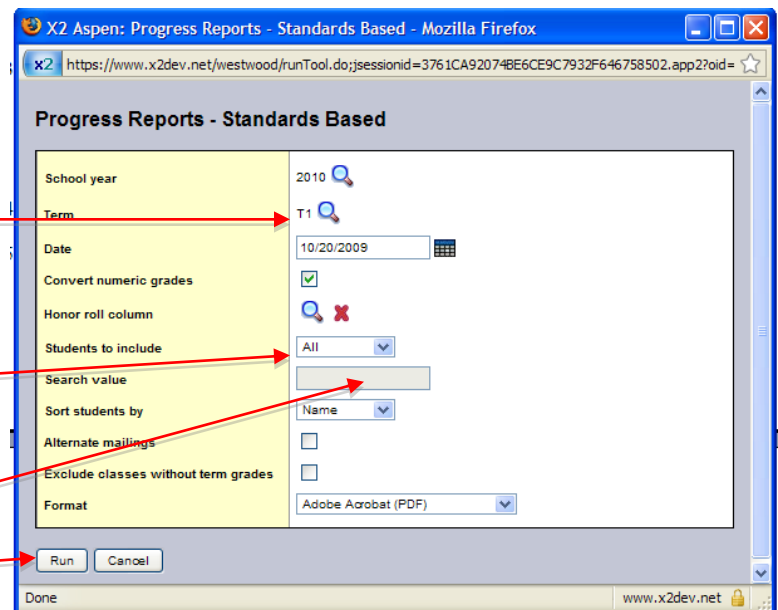 X2 Aspen: Progress Reports - Standards Based - Mozilla Firefox
x2 https://www.x2dev.net/westwood/runTool.do;jsessionid=3761CA92074BE6CE9C7932F646758502.app2?oid=
Progress Reports - Standards Based
School year 2010
Term T1
Date 10/20/2009
Convert numeric grades
Honor roll column
Students to include All
Search value
Sort students by Name
Alternate mailings
Exclude classes without term grades
Format Adobe Acrobat (PDF)
Run Cancel
Done www.x2dev.net